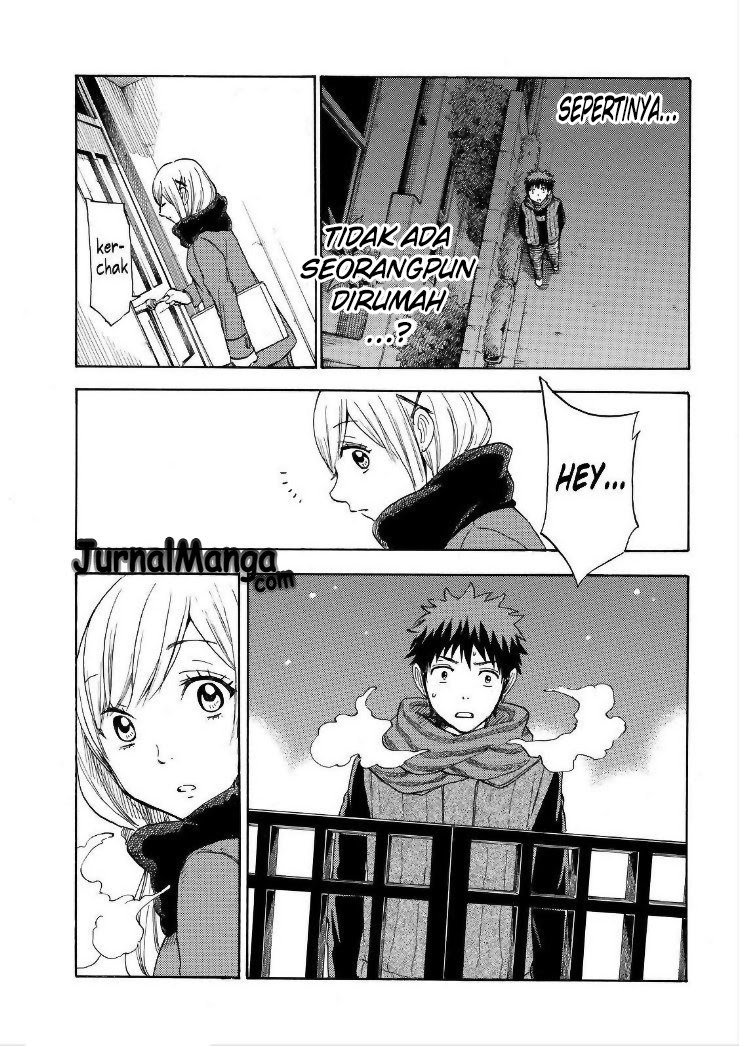 SEPERTINYA...
TIDAK ADA
SEORANGPUN
DIRUMAH
...?
ker-
chak
HEY...
JurnalManga
com